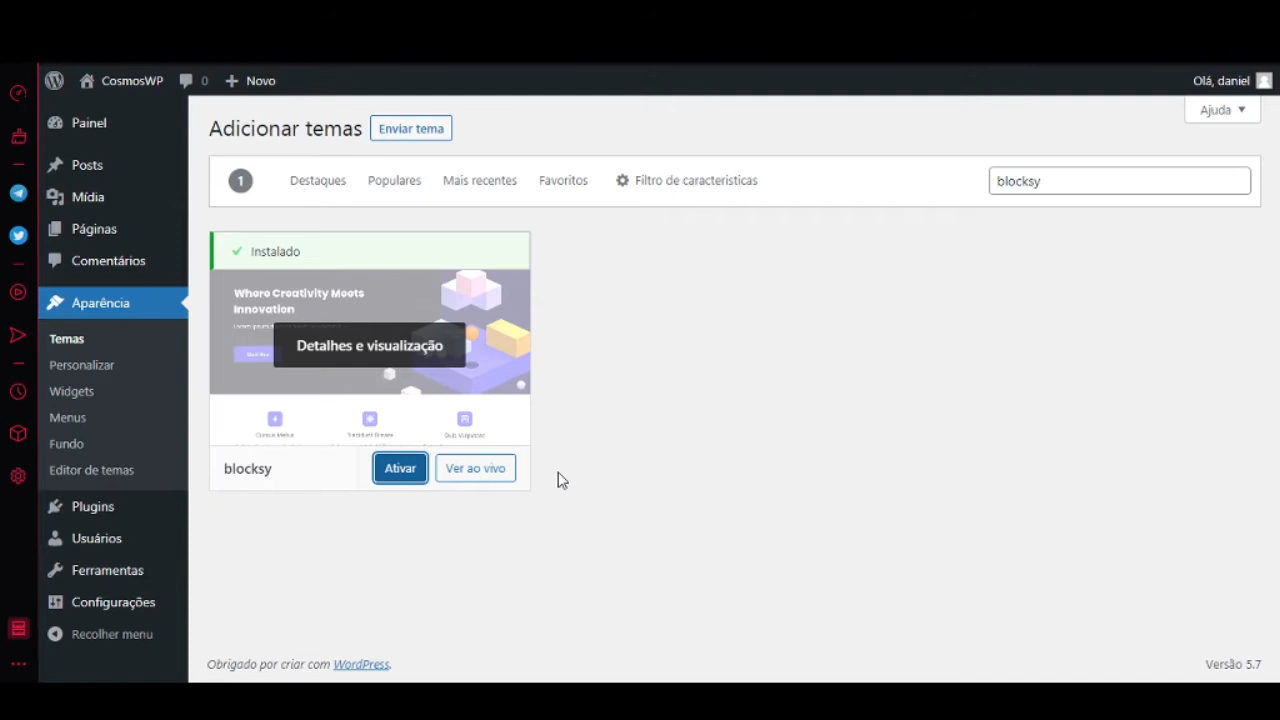 CosmosWP
0
Novo
Olá, daniel
Ajuda
Painel
Posts
Mídia
Páginas
Comentários
Aparência
Temas
Personalizar
Widgets
Menus
Fundo
Editor de temas
Plugins
Usuários
Ferramentas
Configurações
Recolher menu
Adicionar temas
Enviar tema
1
Destaques
Populares
Mais recentes
Favoritos
Filtro de características
blocksy
Instalado
Where Creativity Meets
Innovation
Detalhes e visualização
blocksy
Ativar
Ver ao vivo
Obrigado por criar com WordPress.
Versão 5.7